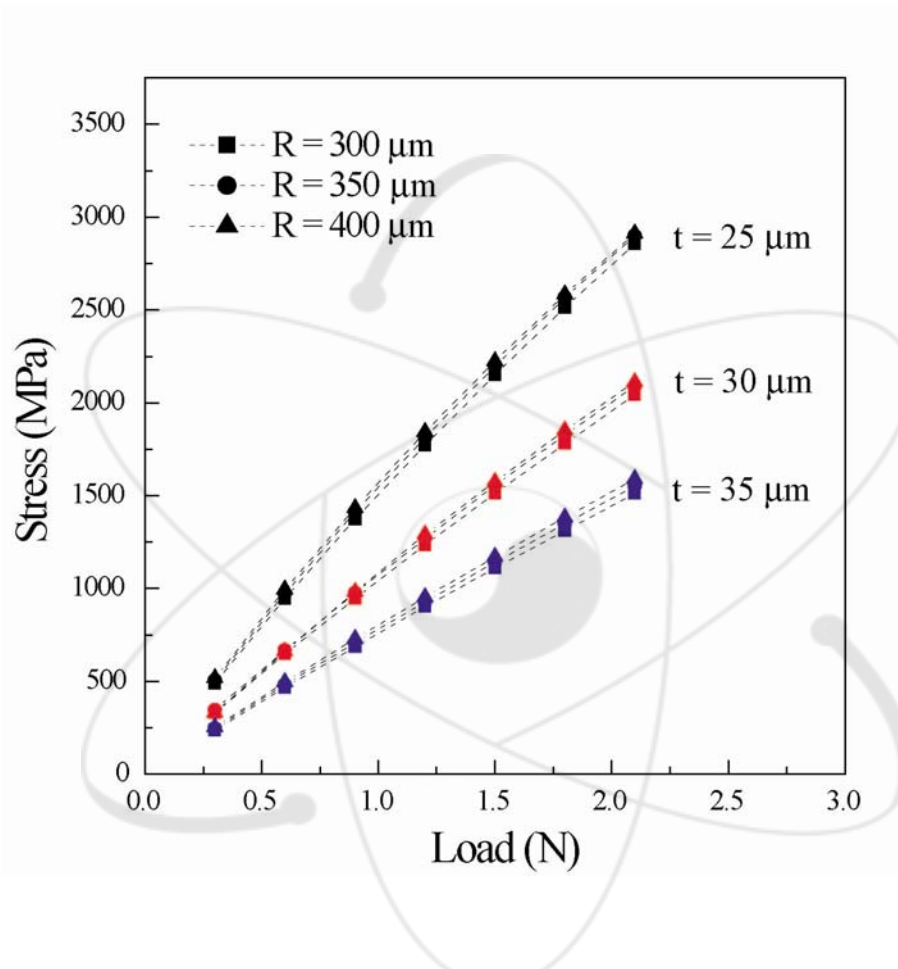 3500
3000
2500
2000
1500
1000
500
0
Stress (MPa)
R = 300 μm
R = 350 μm
R = 400 μm
t = 25 μm
t = 30 μm
t = 35 μm
0.0 0.5 1.0 1.5 2.0 2.5 3.0
Load (N)